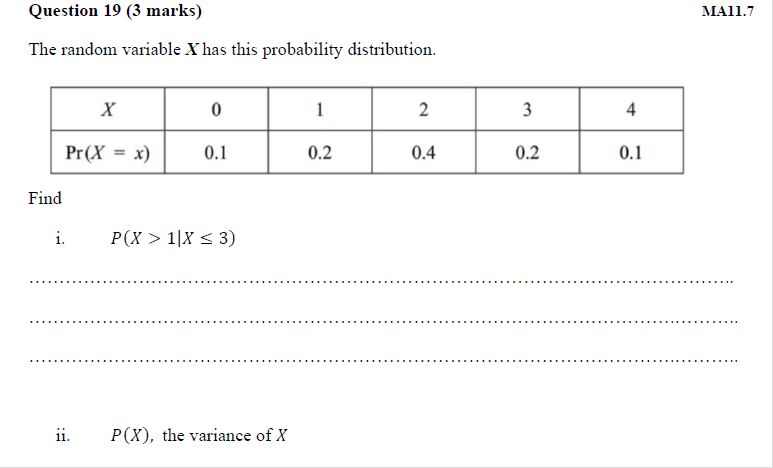 Question 19 (3 marks) MA11.7
The random variable X has this probability distribution.
X 0 1 2 3 4
Pr(X = x) 0.1 0.2 0.4 0.2 0.1
Find
i. P(X > 1|X ≤ 3)
ii. P(X), the variance of X